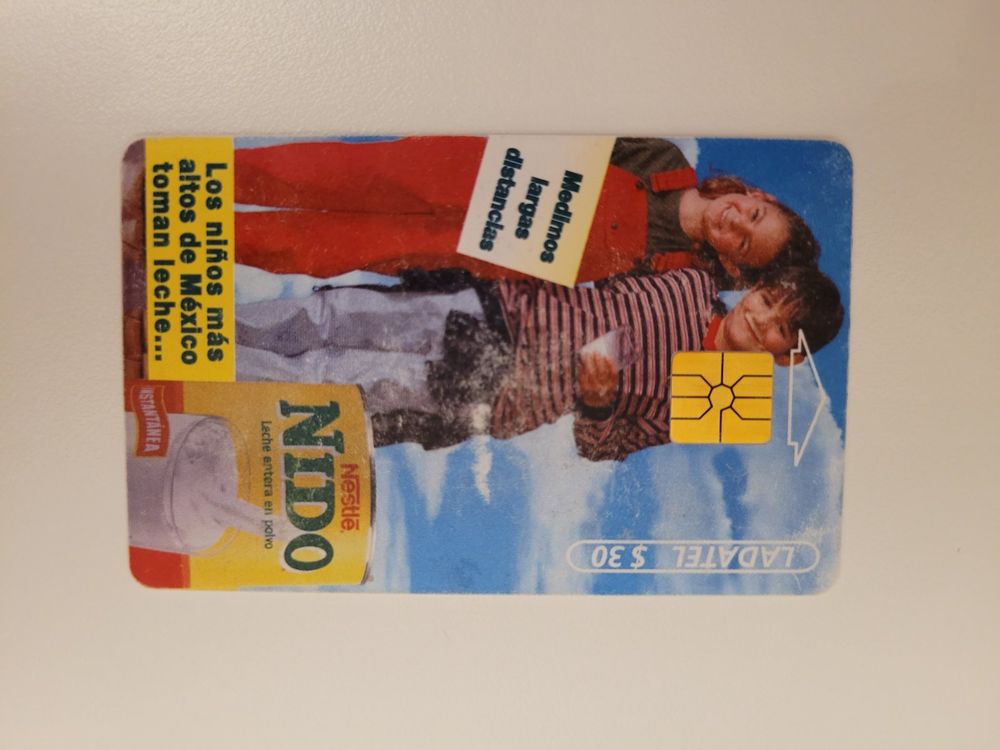 Medimos
largas
distancias
Los niños más
altos de México
toman leche...
Nestlé
NIDO
Leche entera en polvo
INSTANTÁNEA
LADATEL $30